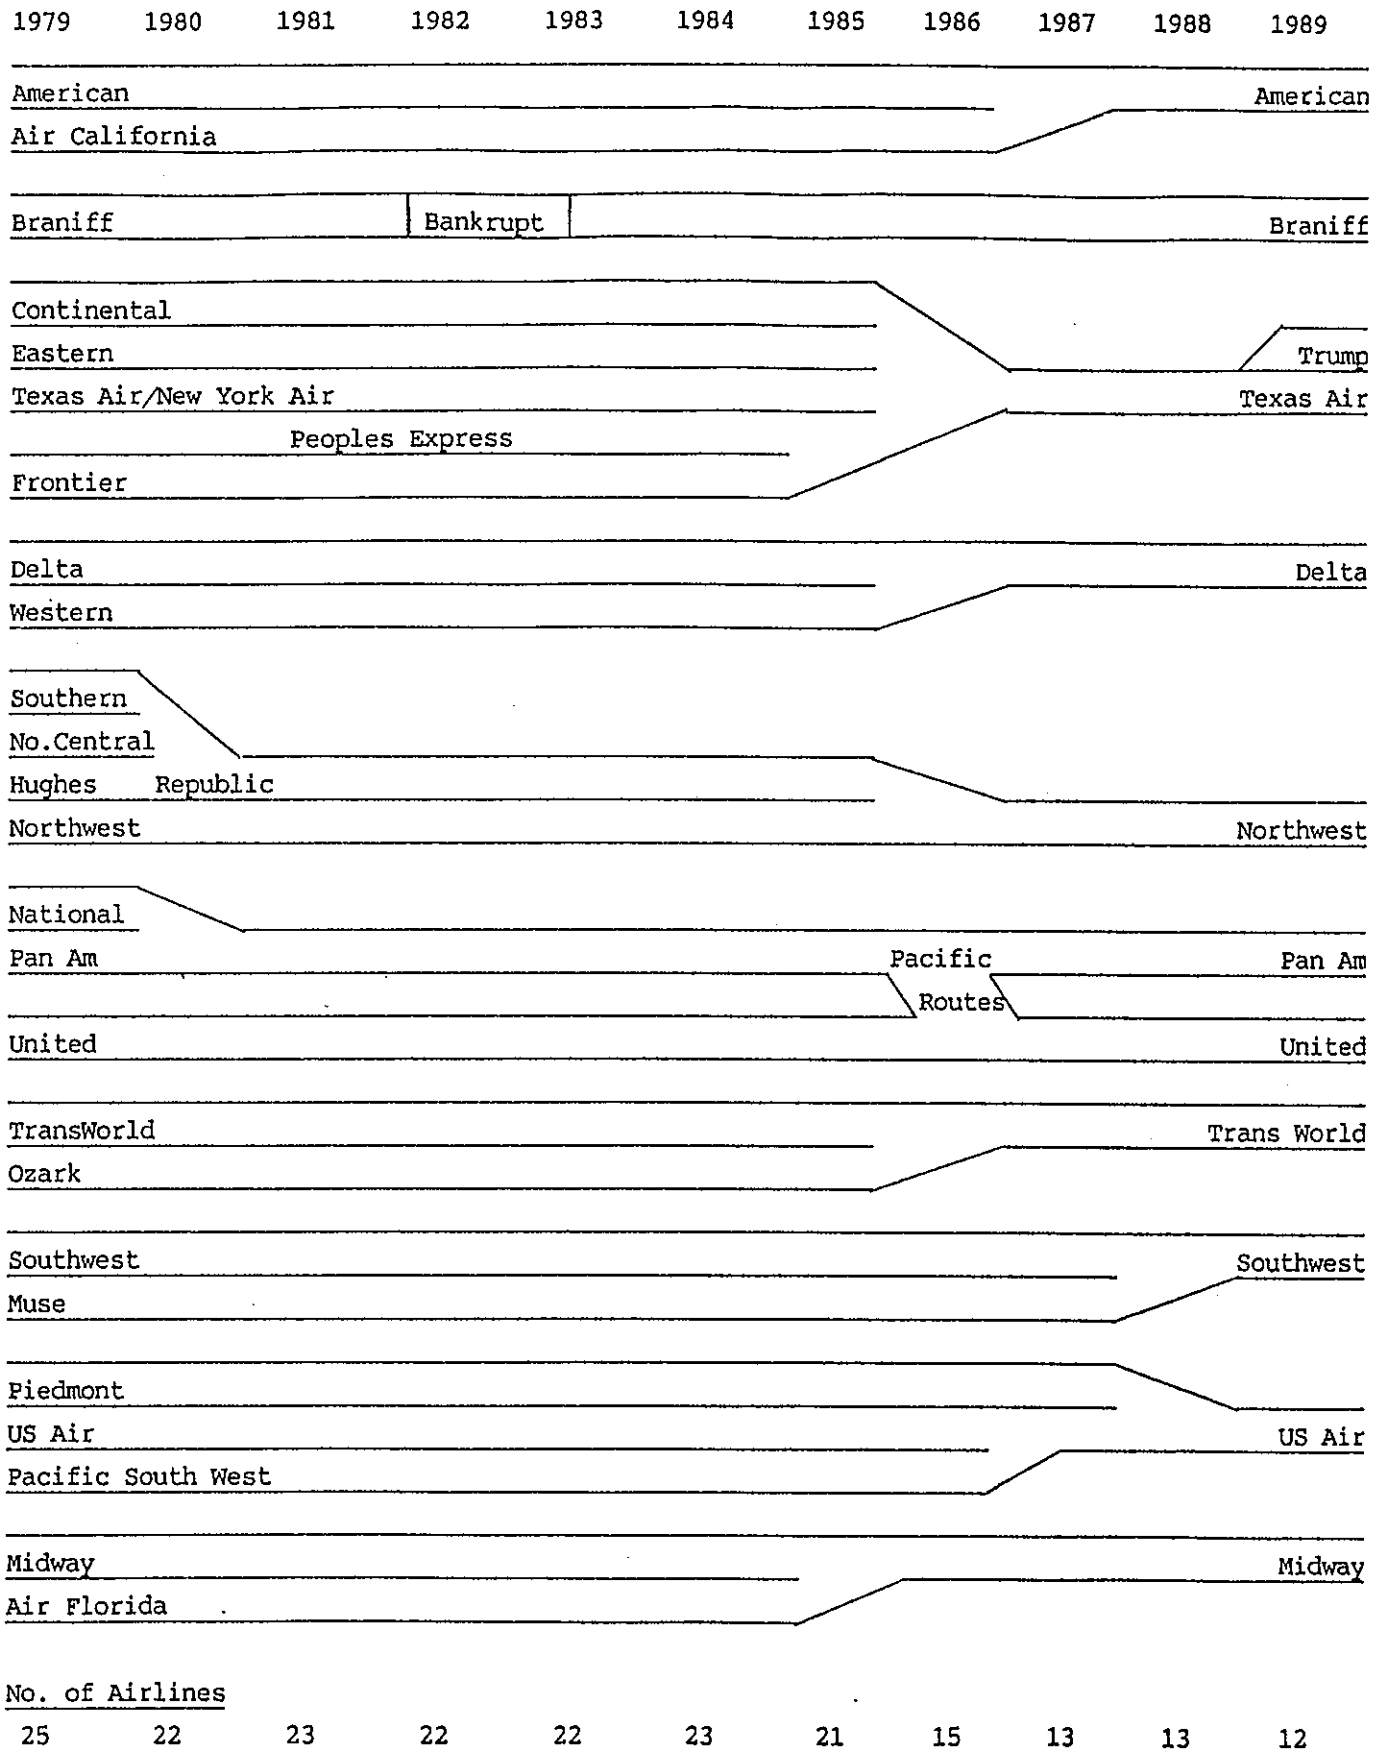 1979 1980 1981 1982 1983 1984 1985 1986 1987 1988 1989
American American
Air California
Braniff Bankrupt Braniff
Continental
Eastern Trump
Texas Air/New York Air Texas Air
Peoples Express
Frontier
Delta Delta
Western
Southern
No.Central
Hughes Republic
Northwest Northwest
National
Pan Am Pacific Pan Am
Routes
United United
TransWorld Trans World
Ozark
Southwest Southwest
Muse
Piedmont
US Air US Air
Pacific South West
Midway Midway
Air Florida
No. of Airlines
25 22 23 22 22 23 21 15 13 13 12